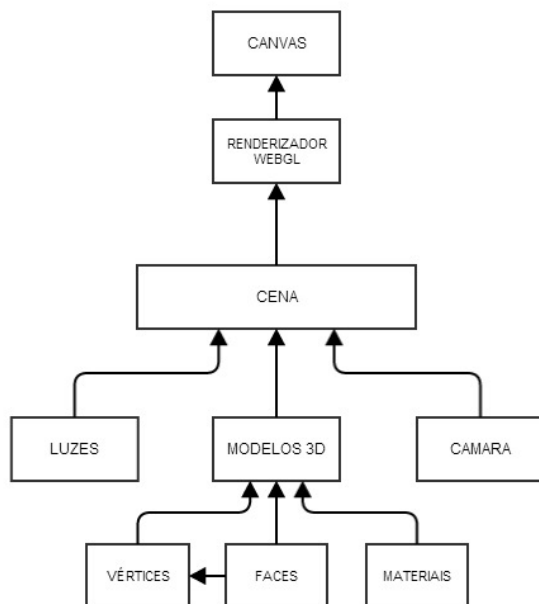 CANVAS
RENDERIZADOR
WEBGL
CENA
LUZES
MODELOS 3D
CAMARA
VÉRTICES
FACES
MATERIAIS